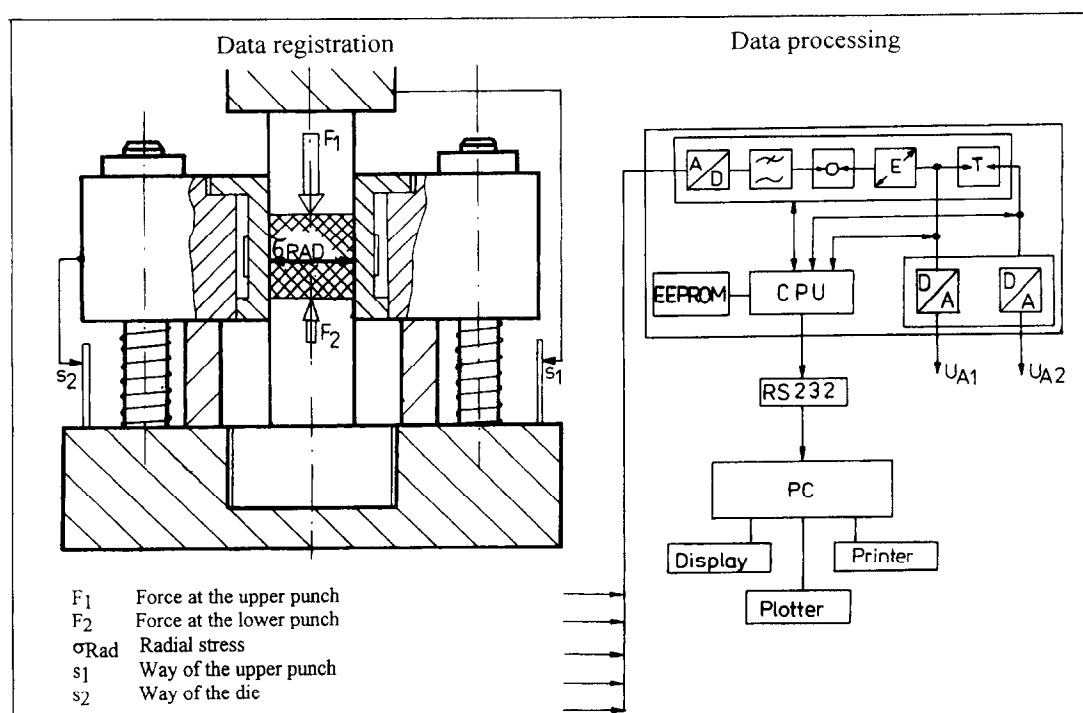 Data registration
Data processing
F1
σRAD
F2
s2
s1
A/D
E
T
EEPROM
CPU
D/A
D/A
UA1
UA2
RS232
PC
Display
Printer
Plotter
F1 Force at the upper punch
F2 Force at the lower punch
σRad Radial stress
s1 Way of the upper punch
s2 Way of the die